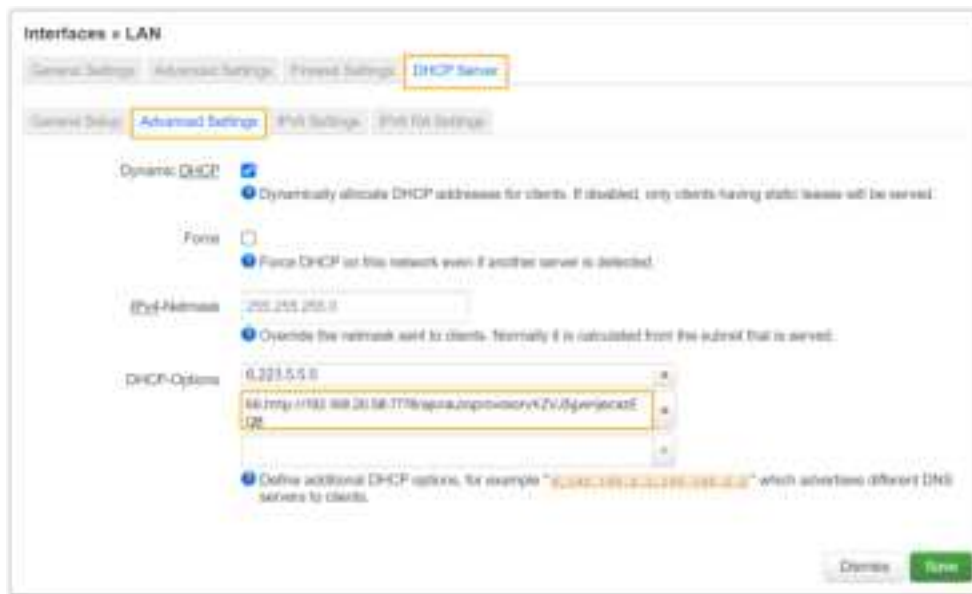 Interfaces » LAN
General Settings Advanced Settings Firewall Settings DHCP Server
General Setup Advanced Settings IPv6 Settings IPv6 RA Settings
Dynamic DHCP
Dynamically allocate DHCP addresses for clients. If disabled, only clients having static leases will be served.
Force
Force DHCP on this network even if another server is detected.
IPv4-Netmask 255.255.255.0
Override the netmask sent to clients. Normally it is calculated from the subnet that is served.
DHCP-Options 6,223.5.5.5
Define additional DHCP options, for example " " which advertises different DNS
servers to clients.
Dismiss Save